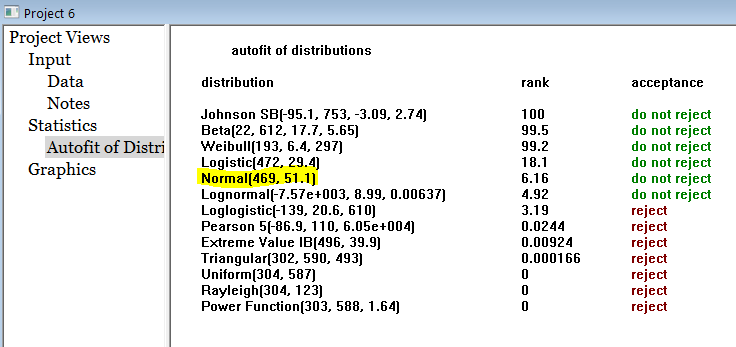 Project 6
Project Views
Input
Data
Notes
Statistics
Autofit of Distri
Graphics
autofit of distributions
distribution rank acceptance
Johnson SB(-95.1, 753, -3.09, 2.74) 100 do not reject
Beta(22, 612, 17.7, 5.65) 99.5 do not reject
Weibull(193, 6.4, 297) 99.2 do not reject
Logistic(472, 29.4) 18.1 do not reject
Normal(469, 51.1) 6.16 do not reject
Lognormal(-7.57e+003, 8.99, 0.00637) 4.92 do not reject
Loglogistic(-139, 20.6, 610) 3.19 reject
Pearson 5(-86.9, 110, 6.05e+004) 0.0244 reject
Extreme Value IB(496, 39.9) 0.00924 reject
Triangular(302, 590, 493) 0.000166 reject
Uniform(304, 587) 0 reject
Rayleigh(304, 123) 0 reject
Power Function(303, 588, 1.64) 0 reject